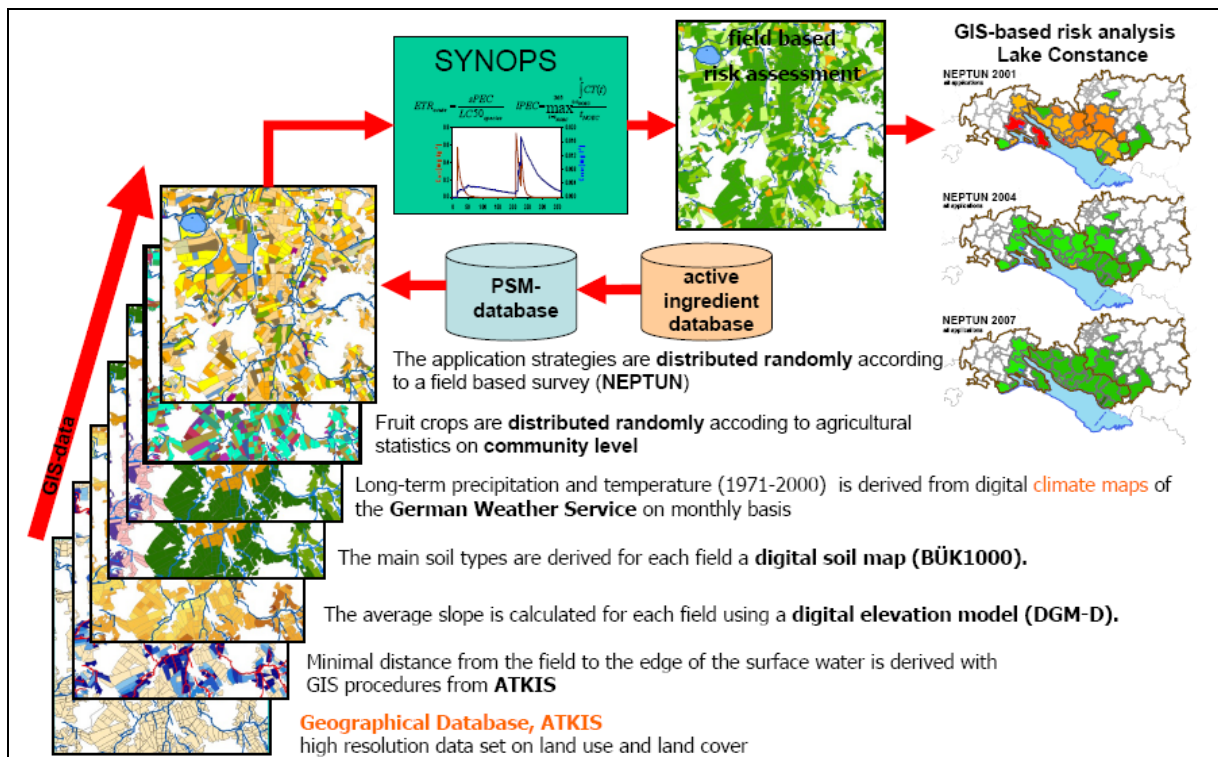 SYNOPS
field based
risk assessment
GIS-based risk analysis
Lake Constance
NEPTUN 2001
all applications
NEPTUN 2004
all applications
NEPTUN 2007
all applications
PSM-
database
active
ingredient
database
GIS-data
The application strategies are distributed randomly according
to a field based survey (NEPTUN)
Fruit crops are distributed randomly accoding to agricultural
statistics on community level
Long-term precipitation and temperature (1971-2000) is derived from digital climate maps of
the German Weather Service on monthly basis
The main soil types are derived for each field a digital soil map (BÜK1000).
The average slope is calculated for each field using a digital elevation model (DGM-D).
Minimal distance from the field to the edge of the surface water is derived with
GIS procedures from ATKIS
Geographical Database, ATKIS
high resolution data set on land use and land cover